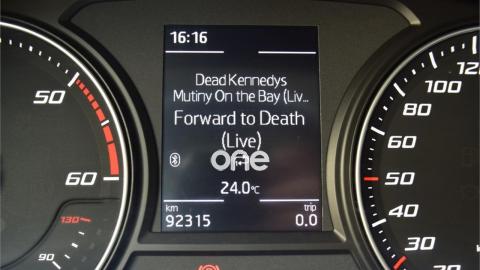 16:16
Dead Kennedys
Mutiny On the Bay (Liv...
Forward to Death
(Live)
one
24.0°C
km
trip
92315
0.0
50
60
130
90
120
100
80
50
40
30
20